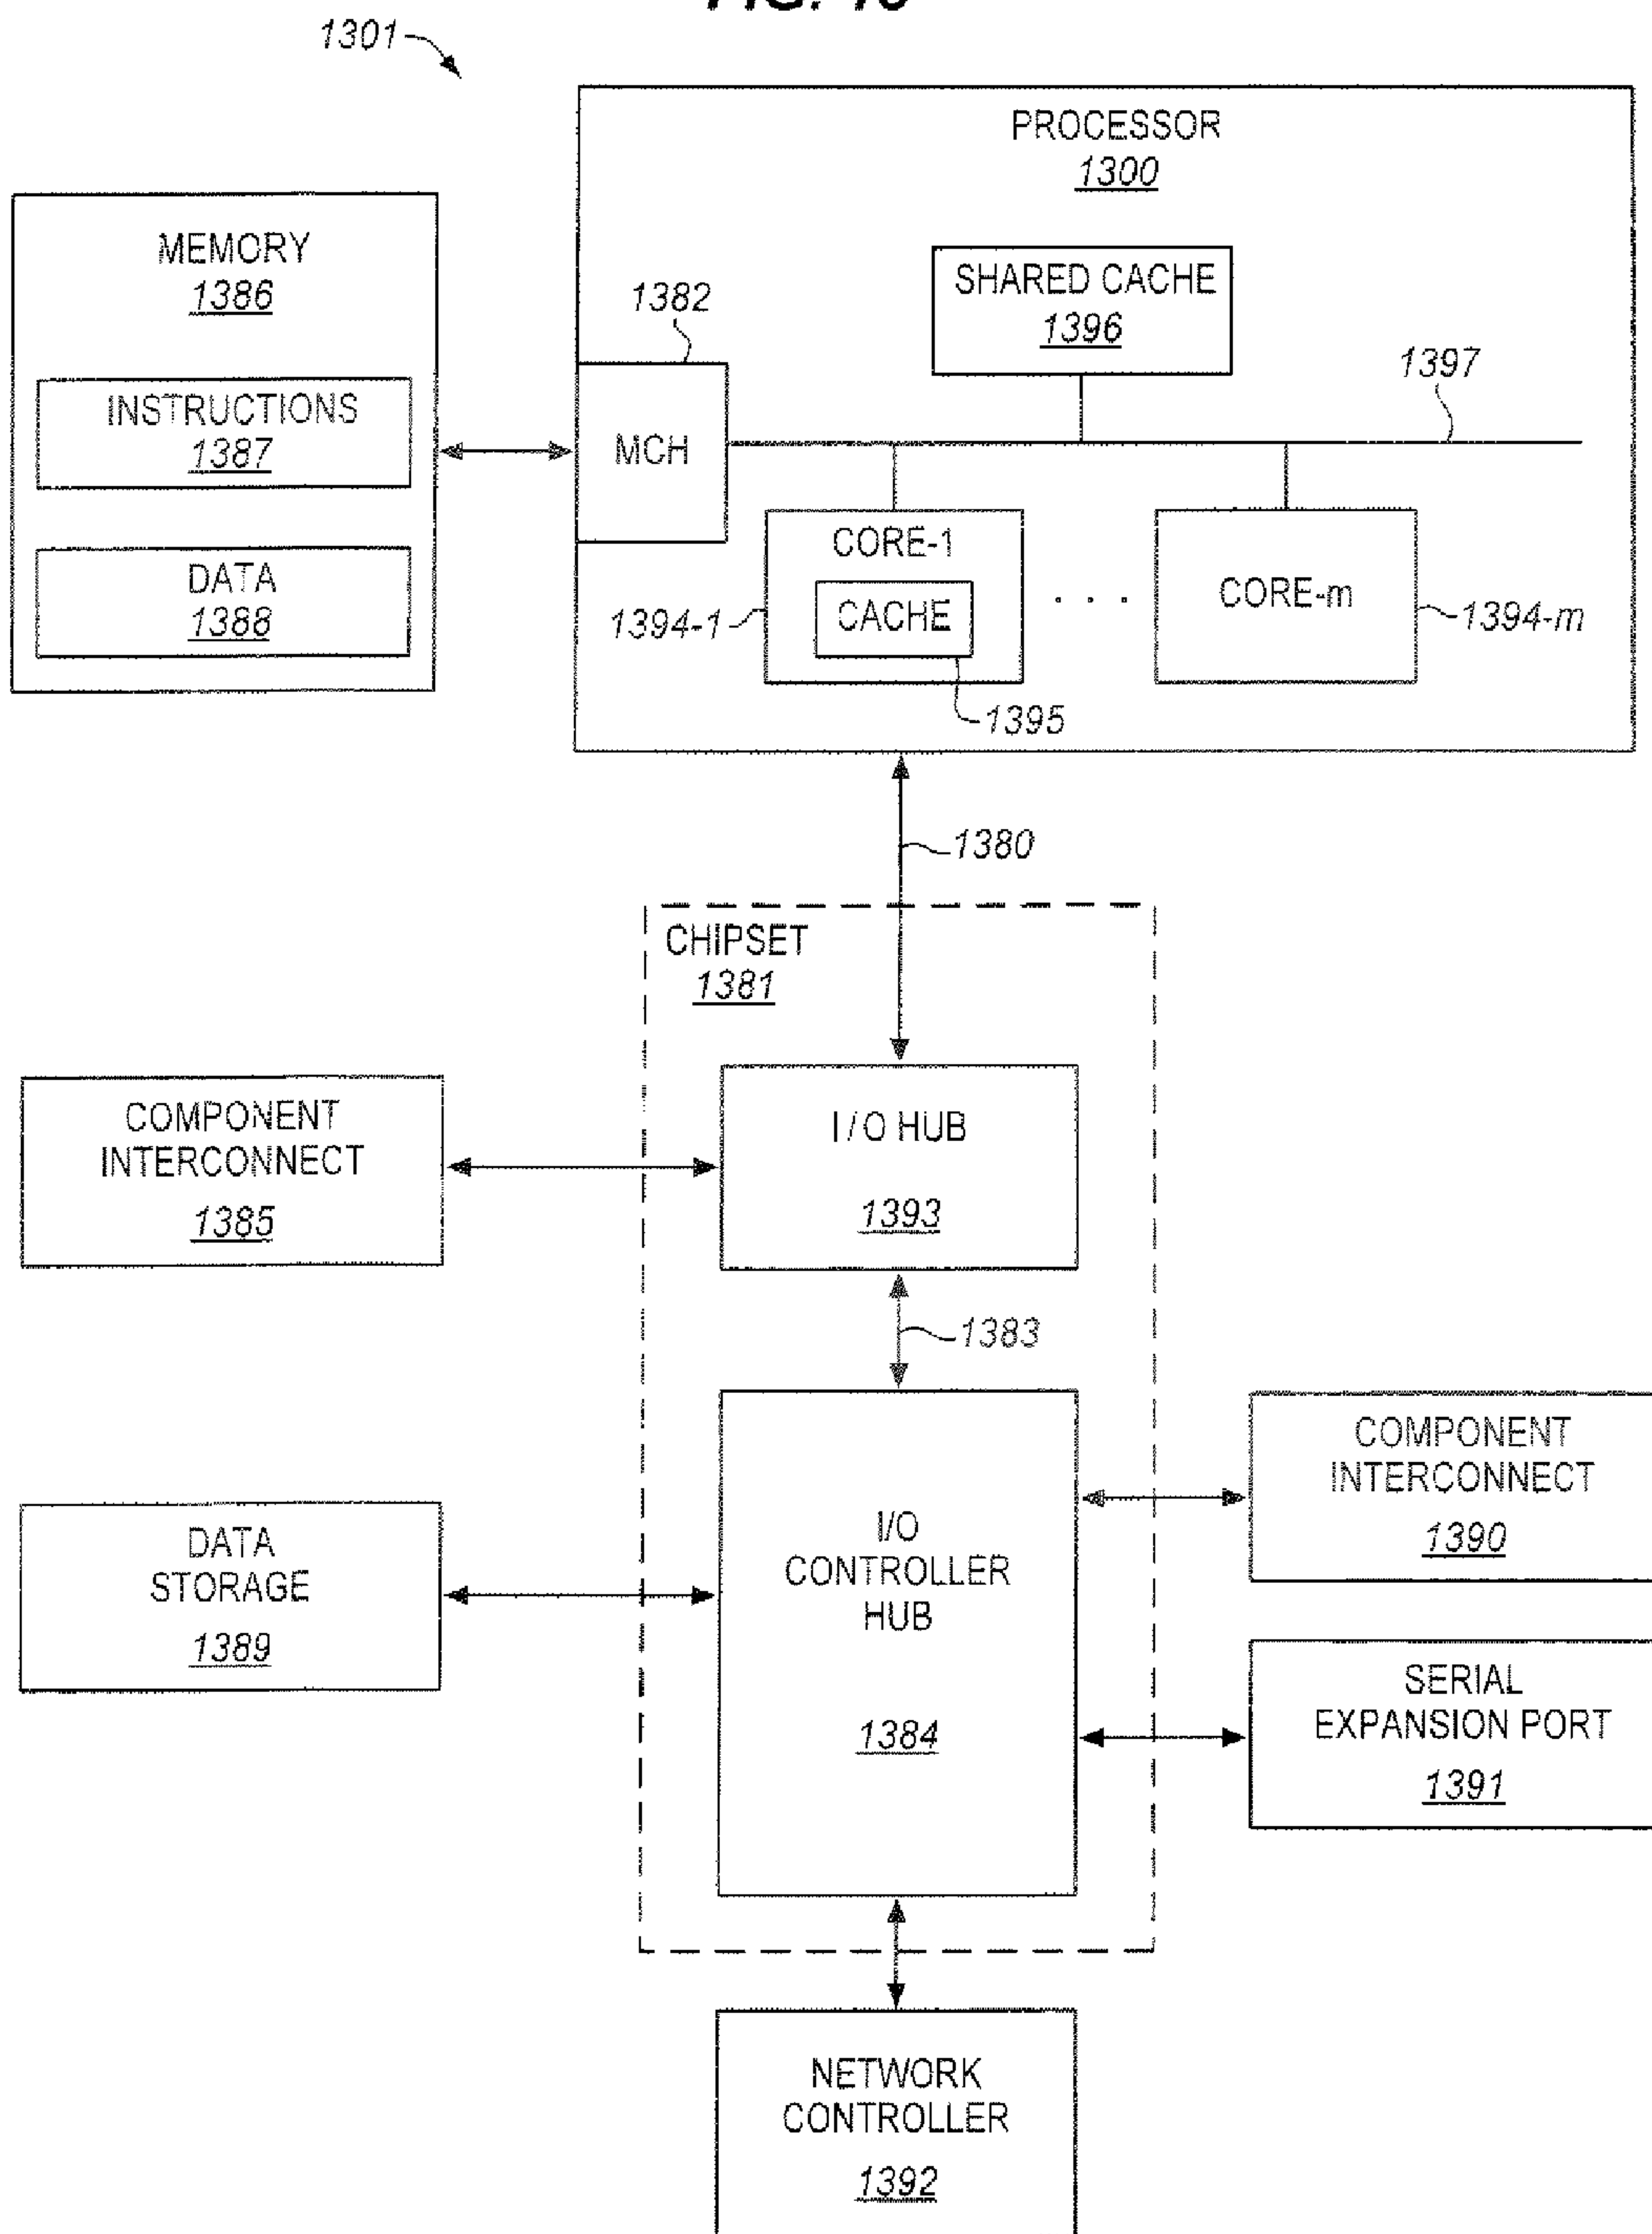 1301
PROCESSOR
1300
MEMORY
1386
INSTRUCTIONS
1387
DATA
1388
1382
MCH
SHARED CACHE
1396
1397
CORE-1
CACHE
1394-1
1395
. . .
CORE-m
1394-m
1380
CHIPSET
1381
COMPONENT
INTERCONNECT
1385
I/O HUB
1393
1383
DATA
STORAGE
1389
I/O
CONTROLLER
HUB
1384
COMPONENT
INTERCONNECT
1390
SERIAL
EXPANSION PORT
1391
NETWORK
CONTROLLER
1392